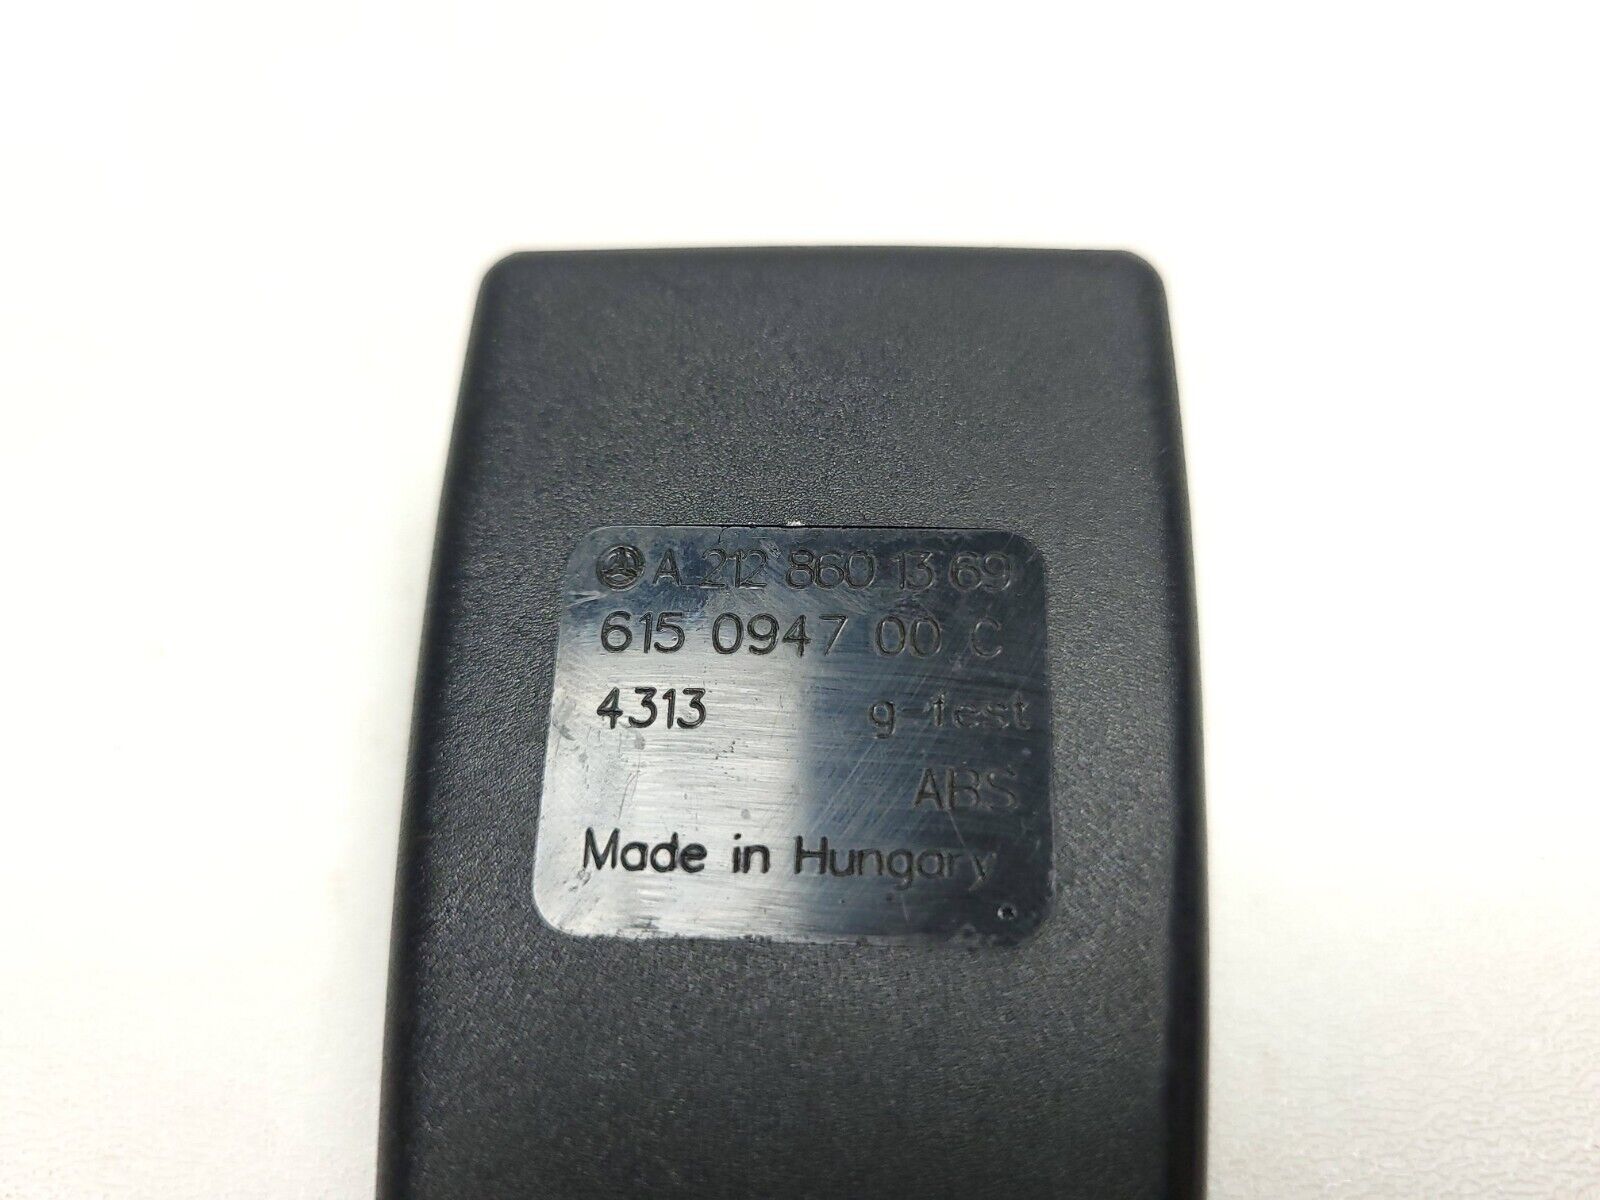 A 212 860 13 69
615 0947 00 C
4313 g-test
ABS
Made in Hungary